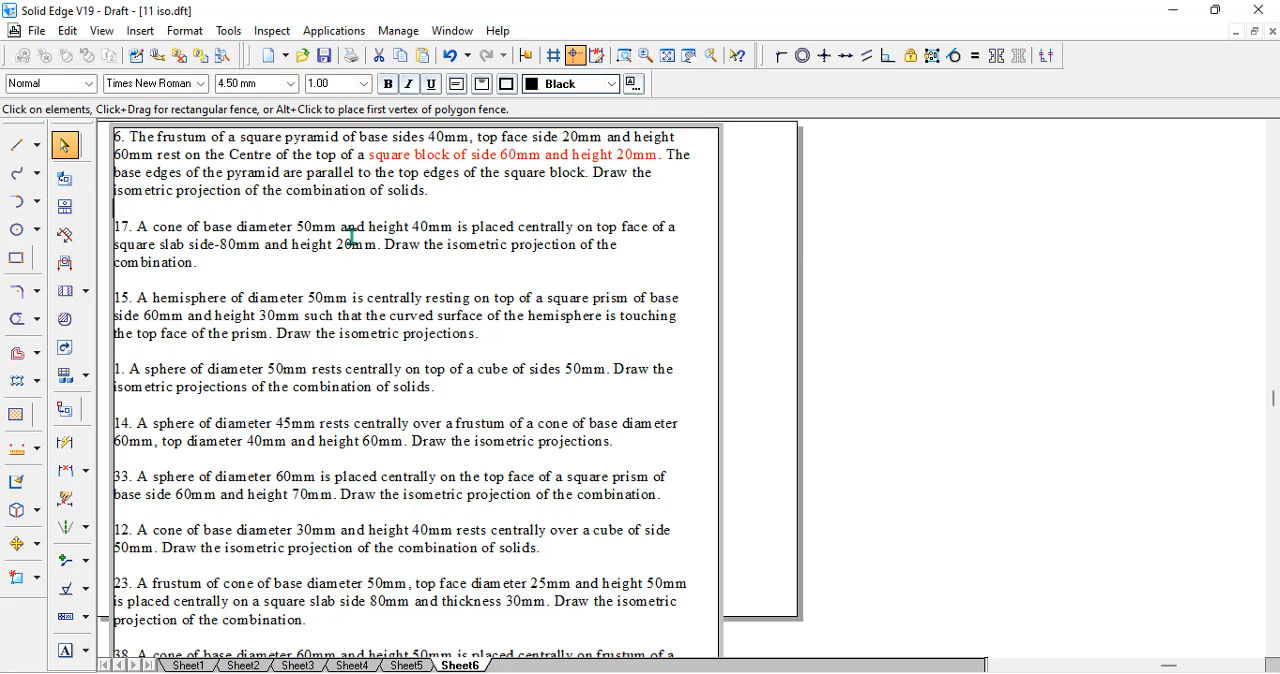 Solid Edge V19 - Draft - [11 iso.dft]
File Edit View Insert Format Tools Inspect Applications Manage Window Help
Normal Times New Roman 4.50 mm 1.00 B I U Black
Click on elements, Click+Drag for rectangular fence, or Alt+Click to place first vertex of polygon fence.
6. The frustum of a square pyramid of base sides 40mm, top face side 20mm and height
60mm rest on the Centre of the top of a square block of side 60mm and height 20mm. The
base edges of the pyramid are parallel to the top edges of the square block. Draw the
isometric projection of the combination of solids.
17. A cone of base diameter 50mm and height 40mm is placed centrally on top face of a
square slab side-80mm and height 20mm. Draw the isometric projection of the
combination.
15. A hemisphere of diameter 50mm is centrally resting on top of a square prism of base
side 60mm and height 30mm such that the curved surface of the hemisphere is touching
the top face of the prism. Draw the isometric projections.
1. A sphere of diameter 50mm rests centrally on top of a cube of sides 50mm. Draw the
isometric projections of the combination of solids.
14. A sphere of diameter 45mm rests centrally over a frustum of a cone of base diameter
60mm, top diameter 40mm and height 60mm. Draw the isometric projections.
33. A sphere of diameter 60mm is placed centrally on the top face of a square prism of
base side 60mm and height 70mm. Draw the isometric projection of the combination.
12. A cone of base diameter 30mm and height 40mm rests centrally over a cube of side
50mm. Draw the isometric projection of the combination of solids.
23. A frustum of cone of base diameter 50mm, top face diameter 25mm and height 50mm
is placed centrally on a square slab side 80mm and thickness 30mm. Draw the isometric
projection of the combination.
38. A cone of base diameter 60mm and height 50mm is placed centrally on frustum of a
Sheet1 Sheet2 Sheet3 Sheet4 Sheet5 Sheet6